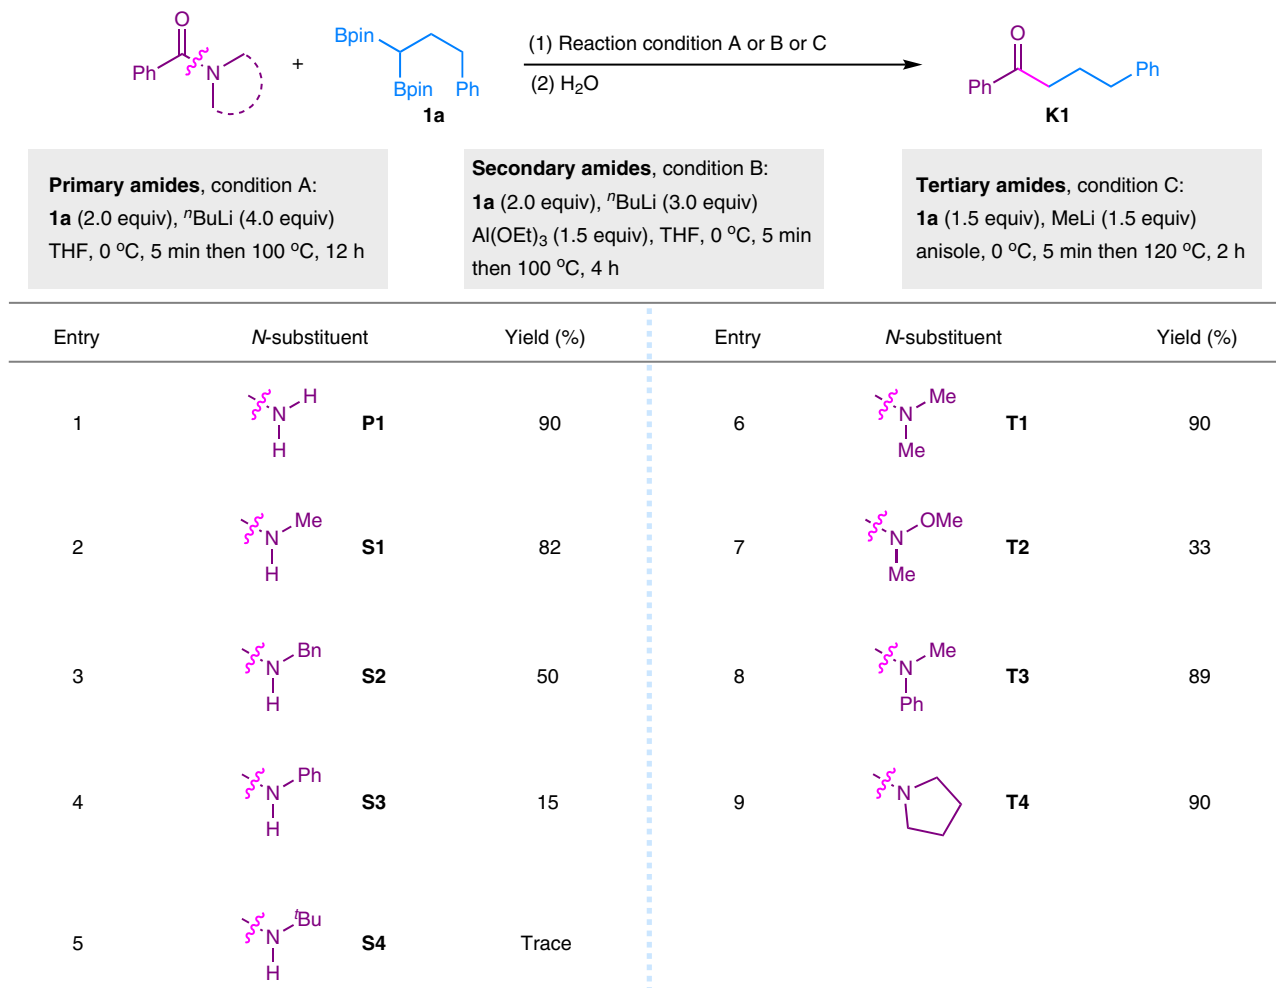 O
Ph
N
+
Bpin
Bpin
Ph
1a
(1) Reaction condition A or B or C
(2) H₂O
O
Ph
Ph
K1
Primary amides, condition A:
1a (2.0 equiv), ⁿBuLi (4.0 equiv)
THF, 0 °C, 5 min then 100 °C, 12 h
Secondary amides, condition B:
1a (2.0 equiv), ⁿBuLi (3.0 equiv)
Al(OEt)₃ (1.5 equiv), THF, 0 °C, 5 min
then 100 °C, 4 h
Tertiary amides, condition C:
1a (1.5 equiv), MeLi (1.5 equiv)
anisole, 0 °C, 5 min then 120 °C, 2 h
Entry N-substituent Yield (%) Entry N-substituent Yield (%)
H
1 N P1 90
H
Me
6 N T1 90
Me
Me
2 N S1 82
H
OMe
7 N T2 33
Me
Bn
3 N S2 50
H
Me
8 N T3 89
Ph
Ph
4 N S3 15
H
9 N T4 90
ᵗBu
5 N S4 Trace
H